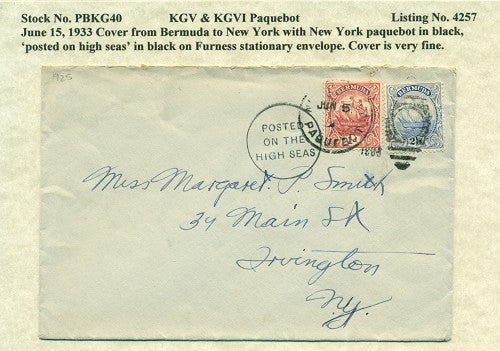 Stock No. PBKG40 KGV & KGVI Paquebot Listing No. 4257
June 15, 1933 Cover from Bermuda to New York with New York paquebot in black,
‘posted on high seas’ in black on Furness stationary envelope. Cover is very fine.
1925
BERMUDA
BERMUDA
JUN 5
PAQUEBOT
POSTED
ON THE
HIGH SEAS
Miss Margaret P. Smith
34 Main St
Irvington
N.Y.